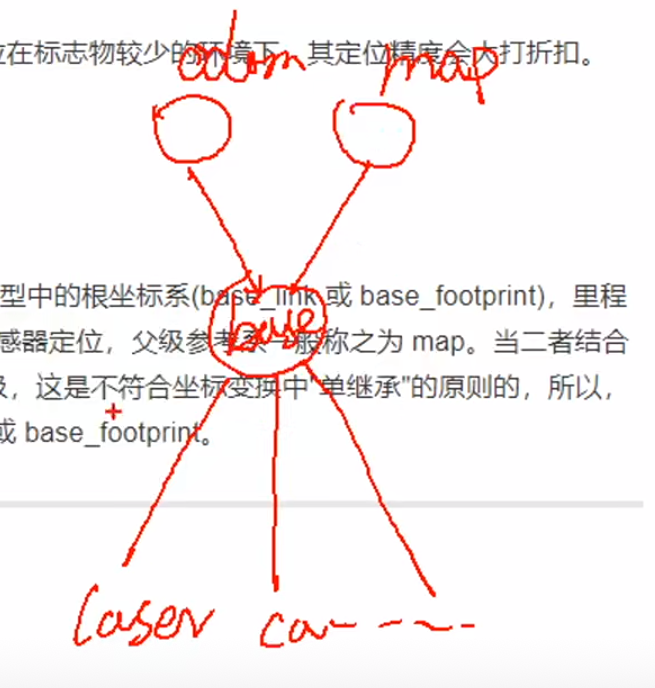 位在标志物较少的环境下，其定位精度会大打折扣。
odom map
型中的根坐标系(base_link 或 base_footprint)，里程
感器定位，父级参考系一般称之为 map。当二者结合
base
级，这是不符合坐标变换中"单继承"的原则的，所以，
或 base_footprint。
laser ca- - - - -